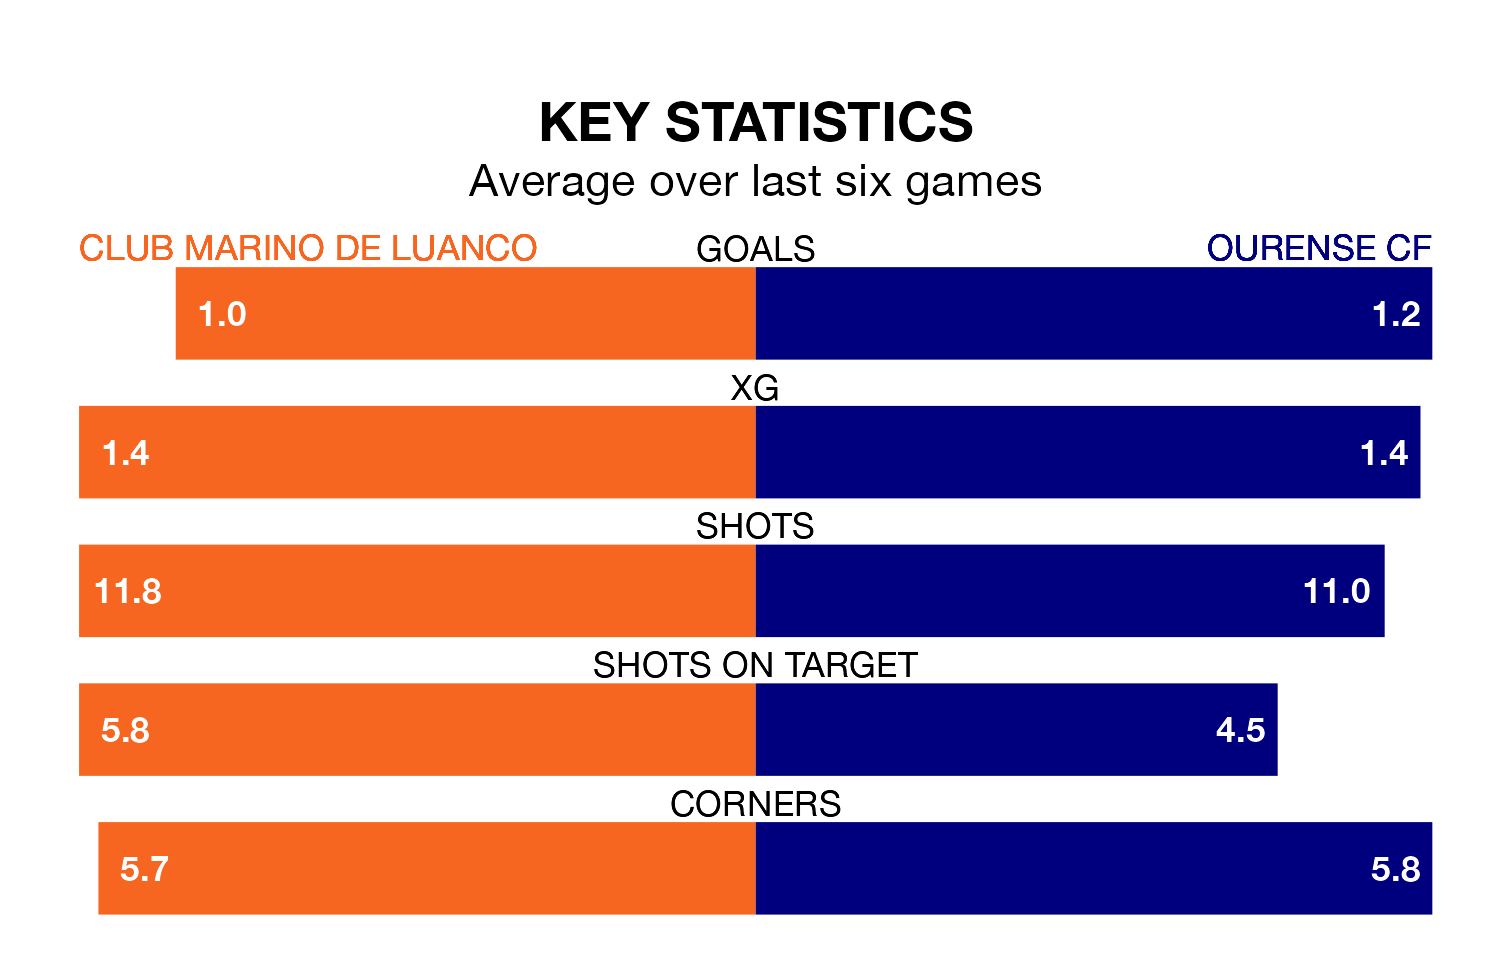 KEY STATISTICS
Average over last six games
CLUB MARINO DE LUANCO GOALS OURENSE CF
1.0 1.2
XG
1.4 1.4
SHOTS
11.8 11.0
SHOTS ON TARGET
5.8 4.5
CORNERS
5.7 5.8